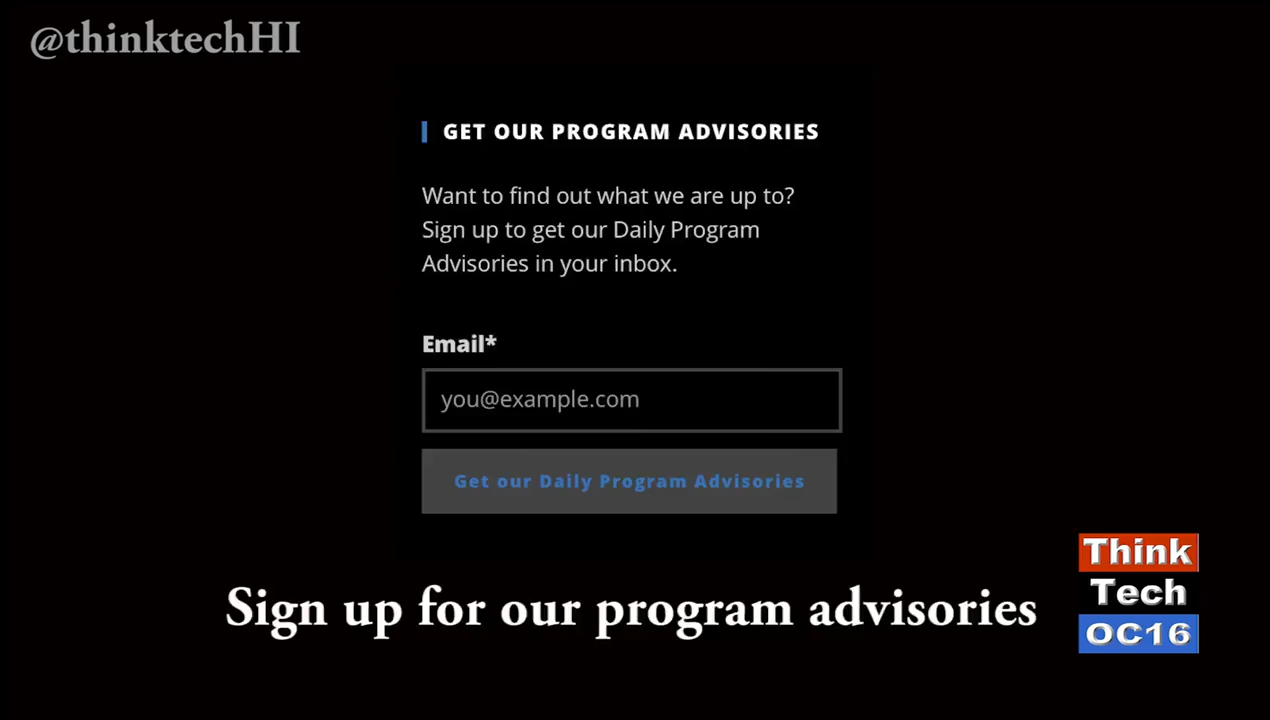 @thinktechHI
GET OUR PROGRAM ADVISORIES
Want to find out what we are up to?
Sign up to get our Daily Program
Advisories in your inbox.
Email*
you@example.com
Get our Daily Program Advisories
Sign up for our program advisories
Think
Tech
OC16